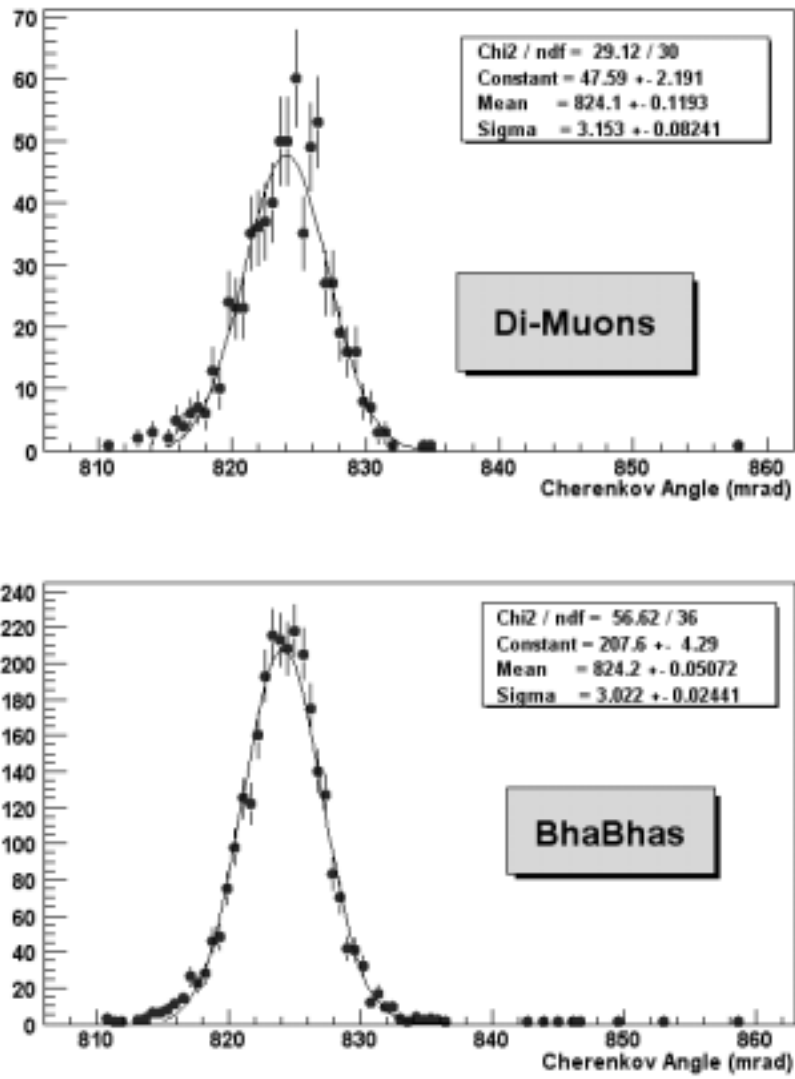 70
60
50
40
30
20
10
0
Chi2 / ndf = 29.12 / 30
Constant = 47.59 +- 2.191
Mean = 824.1 +- 0.1193
Sigma = 3.153 +- 0.08241
Di-Muons
810 820 830 840 850 860
Cherenkov Angle (mrad)
240
220
200
180
160
140
120
100
80
60
40
20
0
Chi2 / ndf = 56.62 / 36
Constant = 207.6 +- 4.29
Mean = 824.2 +- 0.05072
Sigma = 3.022 +- 0.02441
BhaBhas
810 820 830 840 850 860
Cherenkov Angle (mrad)